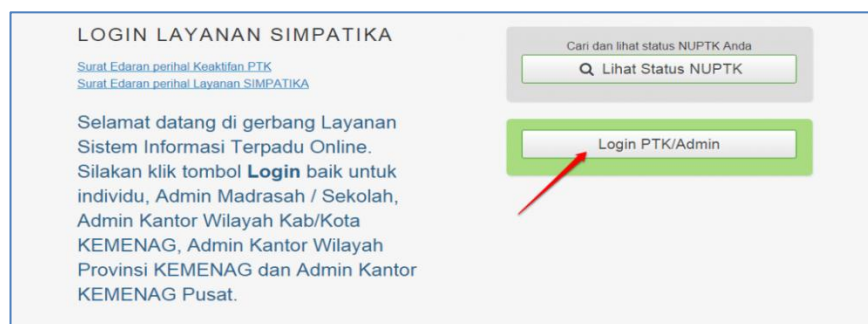 LOGIN LAYANAN SIMPATIKA
Surat Edaran perihal Keaktifan PTK
Surat Edaran perihal Layanan SIMPATIKA
Selamat datang di gerbang Layanan
Sistem Informasi Terpadu Online.
Silakan klik tombol Login baik untuk
individu, Admin Madrasah / Sekolah,
Admin Kantor Wilayah Kab/Kota
KEMENAG, Admin Kantor Wilayah
Provinsi KEMENAG dan Admin Kantor
KEMENAG Pusat.
Cari dan lihat status NUPTK Anda
Lihat Status NUPTK
Login PTK/Admin